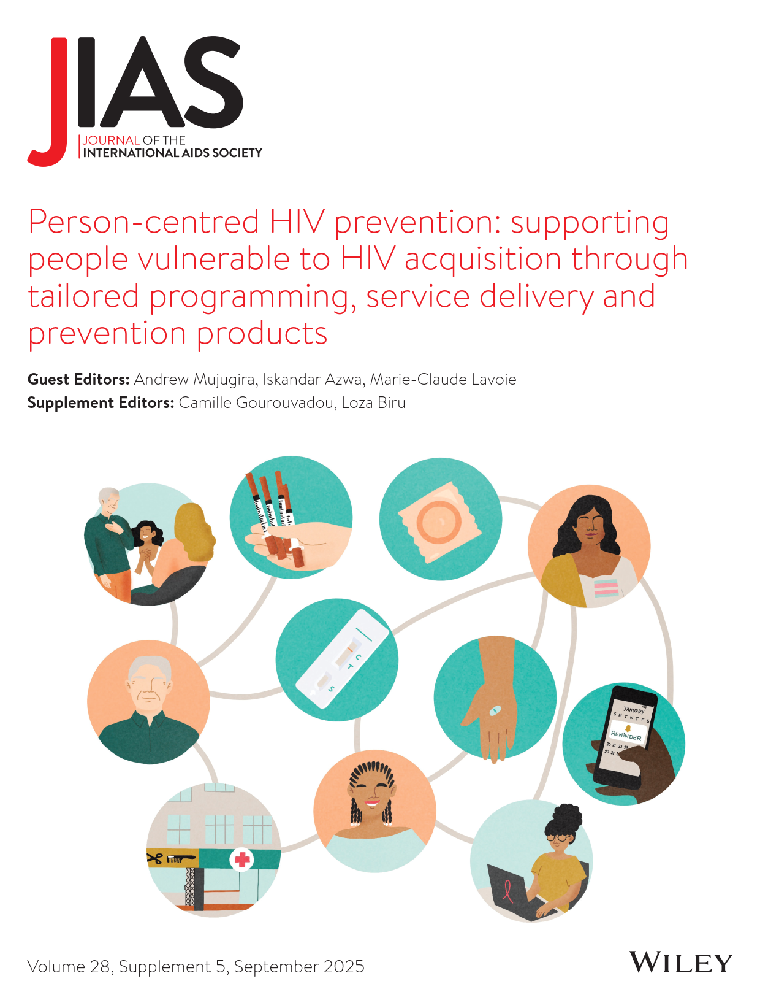 JIAS
JOURNAL OF THE
INTERNATIONAL AIDS SOCIETY
Person-centred HIV prevention: supporting
people vulnerable to HIV acquisition through
tailored programming, service delivery and
prevention products
Guest Editors: Andrew Mujugira, Iskandar Azwa, Marie-Claude Lavoie
Supplement Editors: Camille Gourouvadou, Loza Biru
C
T
S
JANUARY
S M T W T F S
REMINDER
20 21 22 23
27 28
Volume 28, Supplement 5, September 2025
WILEY